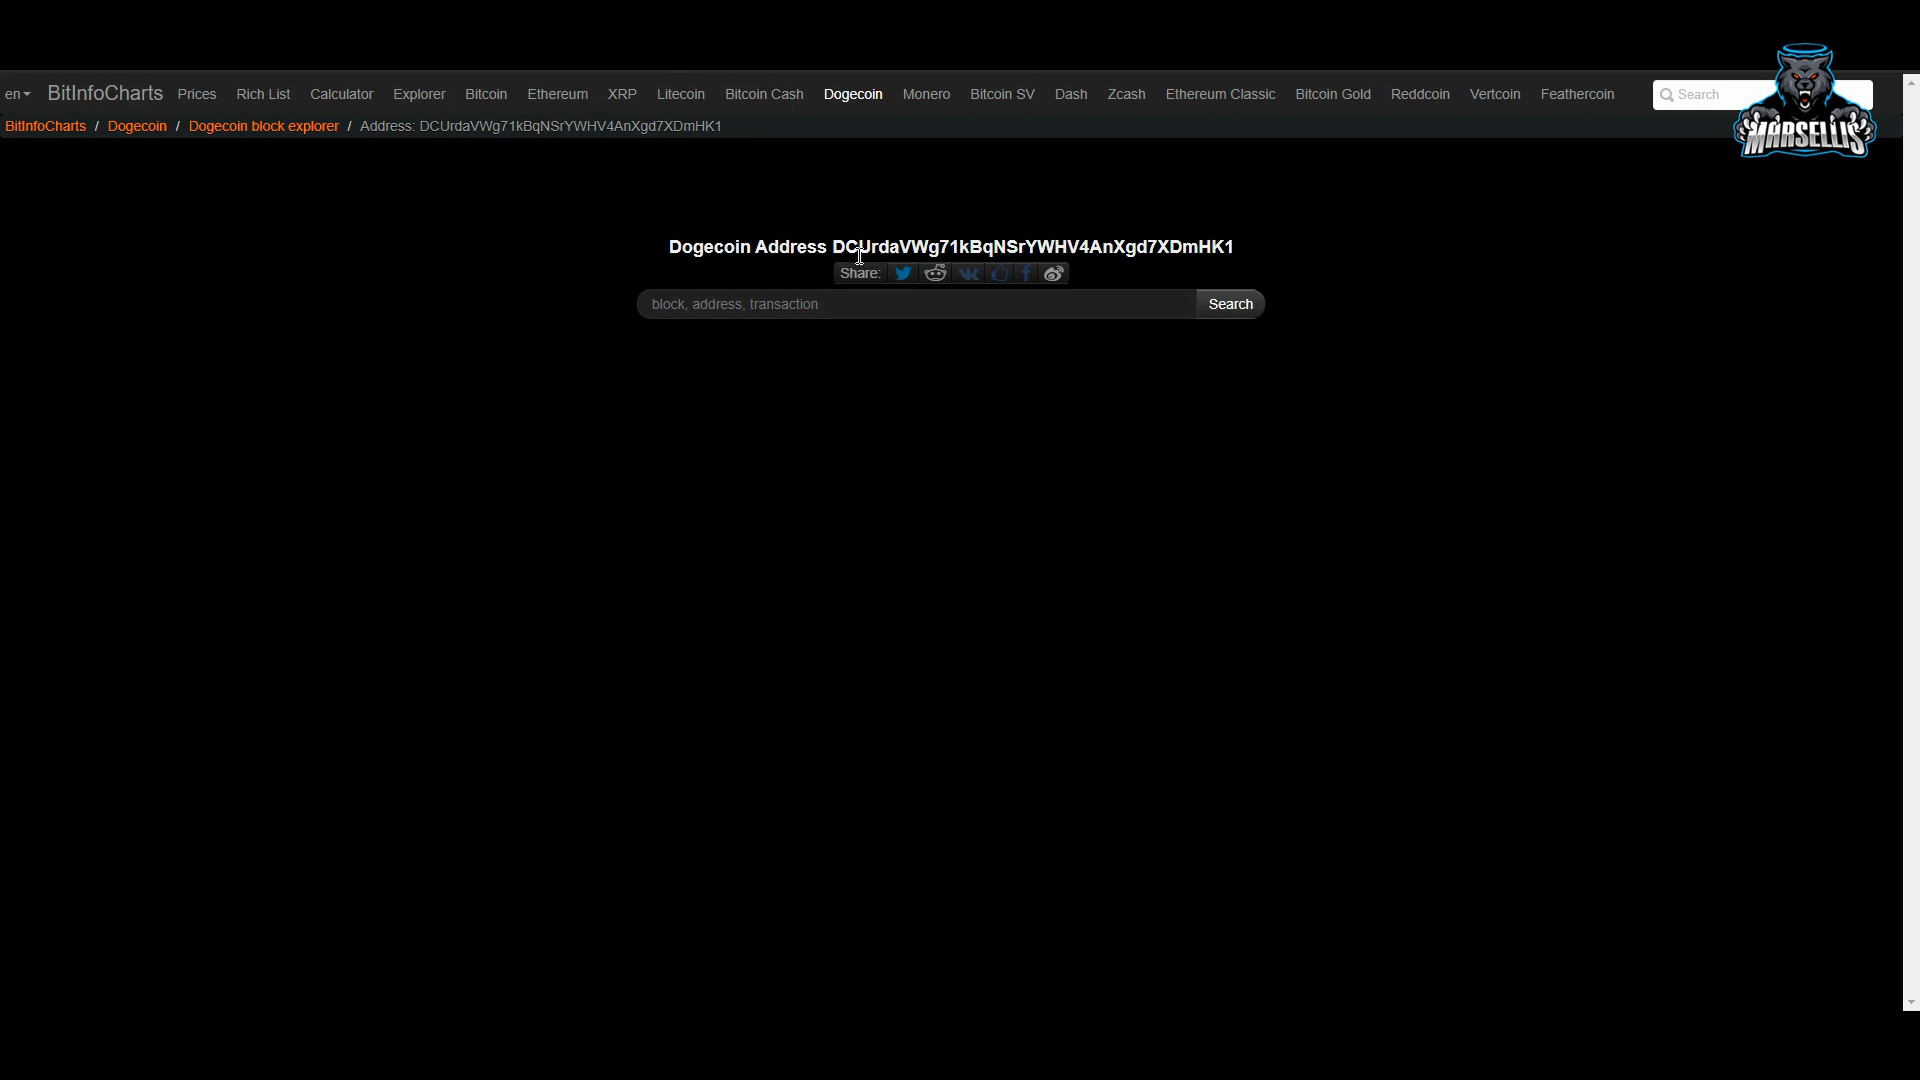 en BitInfoCharts Prices Rich List Calculator Explorer Bitcoin Ethereum XRP Litecoin Bitcoin Cash Dogecoin Monero Bitcoin SV Dash Zcash Ethereum Classic Bitcoin Gold Reddcoin Vertcoin Feathercoin Search
MARSELLIS
BitInfoCharts / Dogecoin / Dogecoin block explorer / Address: DCUrdaVWg71kBqNSrYWHV4AnXgd7XDmHK1
Dogecoin Address DCUrdaVWg71kBqNSrYWHV4AnXgd7XDmHK1
Share:
block, address, transaction Search